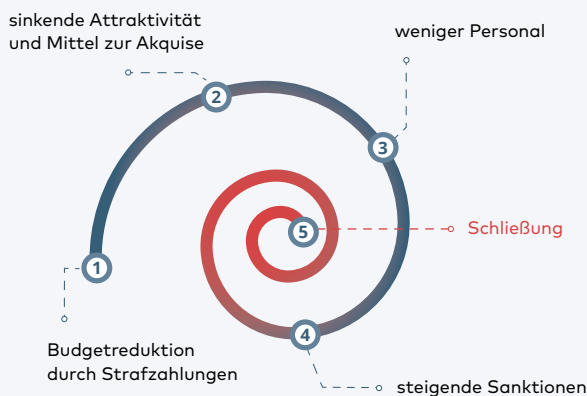 sinkende Attraktivität
und Mittel zur Akquise
weniger Personal
2
3
5
Schließung
1
4
Budgetreduktion
durch Strafzahlungen
steigende Sanktionen